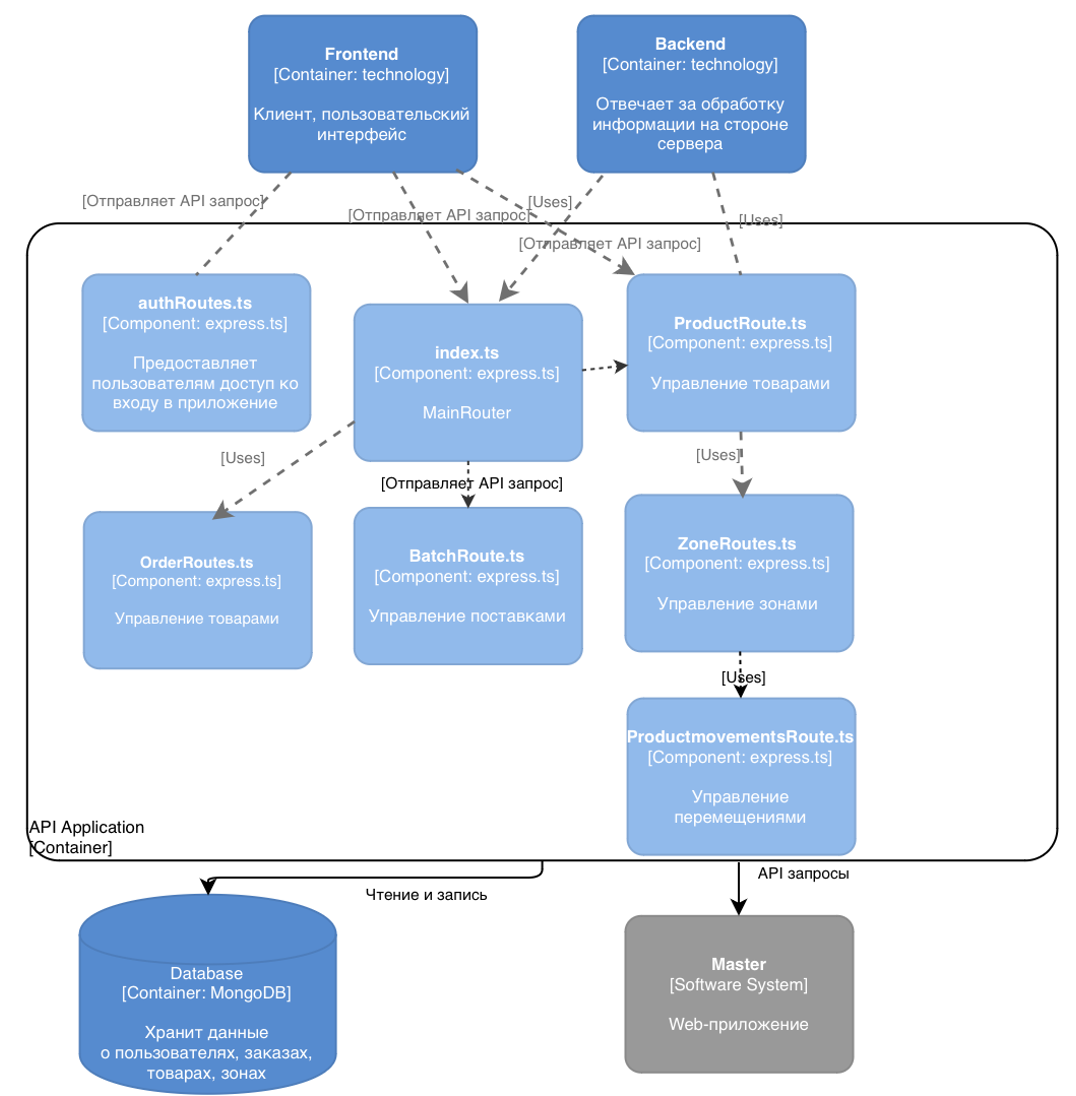 Frontend
[Container: technology]
Клиент, пользовательский
интерфейс
Backend
[Container: technology]
Отвечает за обработку
информации на стороне
сервера
[Отправляет API запрос]
[Отправляет API запрос]
[Uses]
[Отправляет API запрос]
[Uses]
authRoutes.ts
[Component: express.ts]
Предоставляет
пользователям доступ ко
входу в приложение
index.ts
[Component: express.ts]
MainRouter
ProductRoute.ts
[Component: express.ts]
Управление товарами
[Uses]
[Отправляет API запрос]
[Uses]
OrderRoutes.ts
[Component: express.ts]
Управление товарами
BatchRoute.ts
[Component: express.ts]
Управление поставками
ZoneRoutes.ts
[Component: express.ts]
Управление зонами
[Uses]
ProductmovementsRoute.ts
[Component: express.ts]
Управление
перемещениями
API Application
[Container]
Чтение и запись
API запросы
Database
[Container: MongoDB]
Хранит данные
о пользователях, заказах,
товарах, зонах
Master
[Software System]
Web-приложение